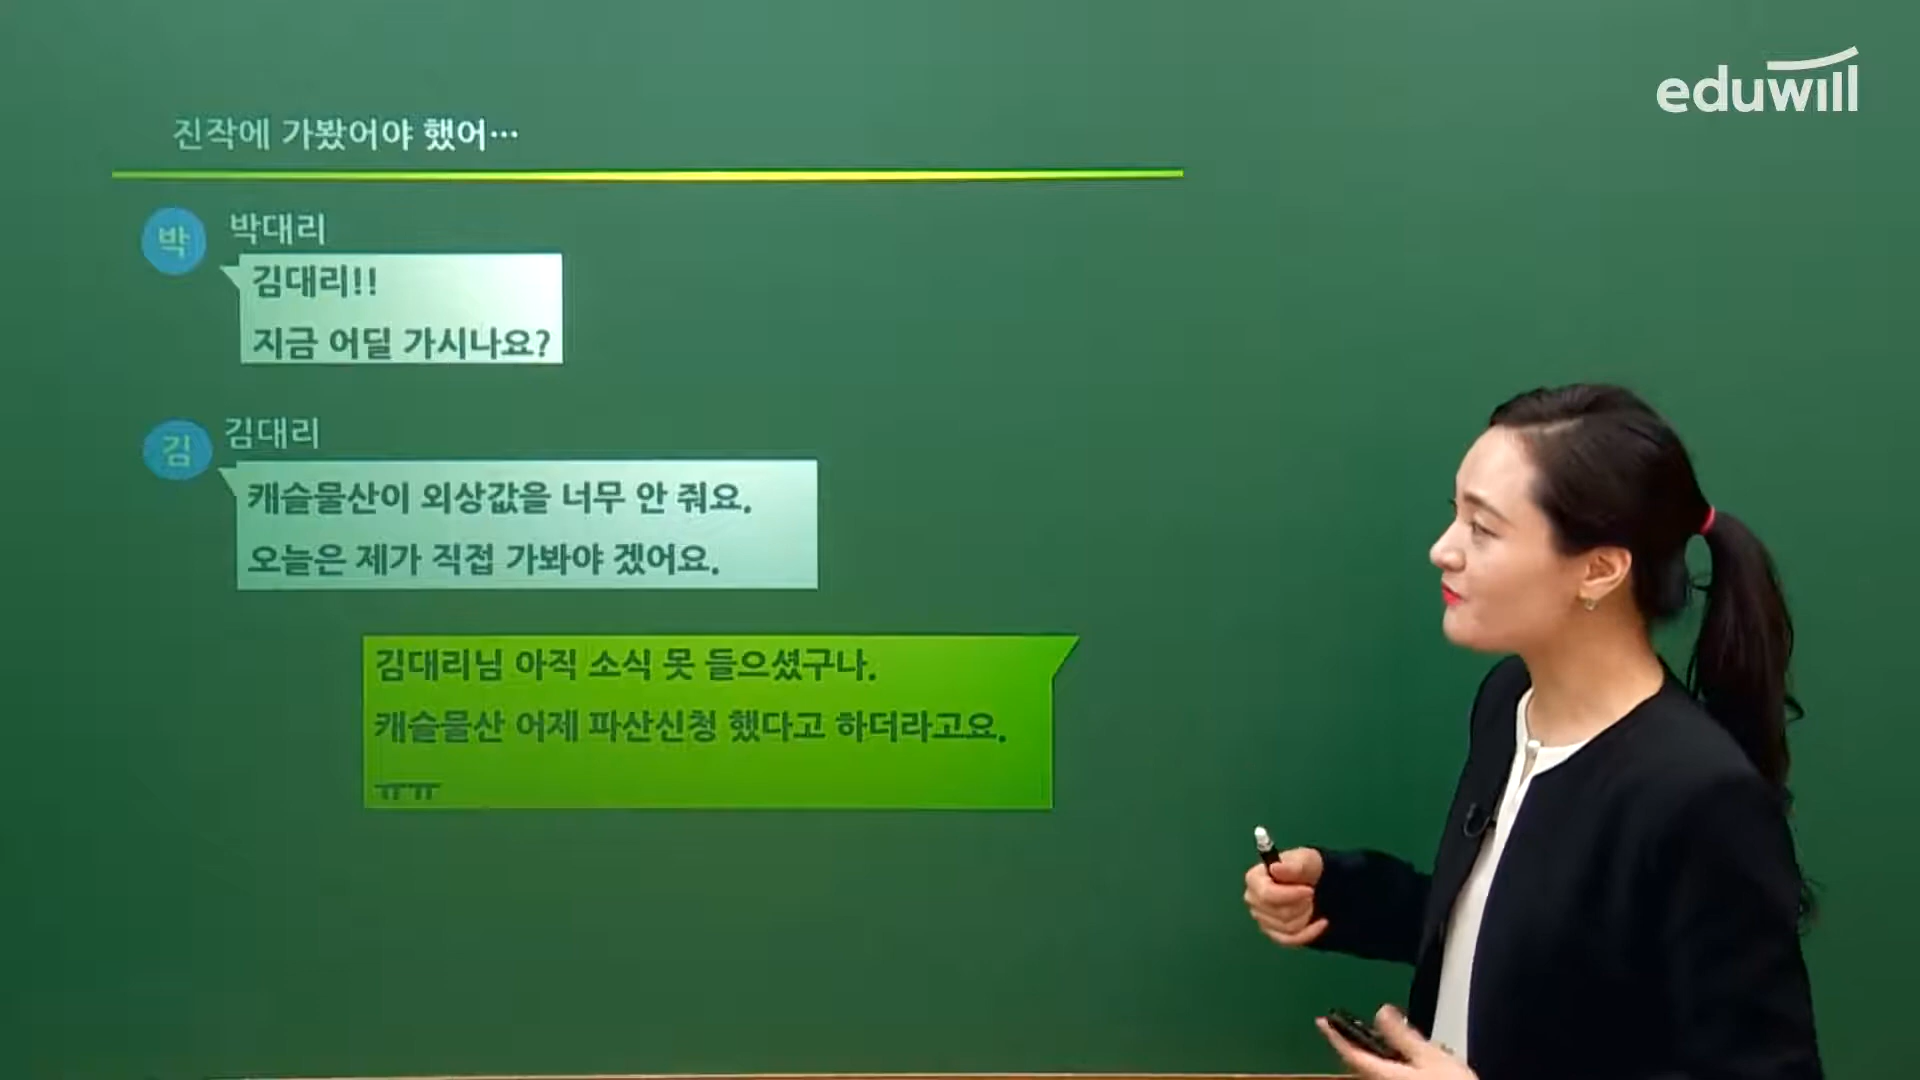 eduwill
진작에 가봤어야 했어…
박
박대리
김대리!!
지금 어딜 가시나요?
김
김대리
캐슬물산이 외상값을 너무 안 줘요.
오늘은 제가 직접 가봐야 겠어요.
김대리님 아직 소식 못 들으셨구나.
캐슬물산 어제 파산신청 했다고 하더라고요.
ㅠㅠ